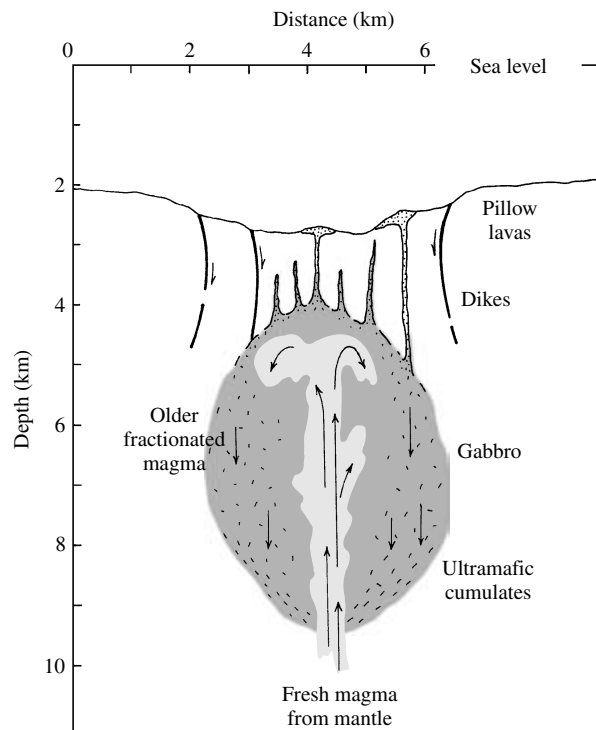 Distance (km)
0 2 4 6
Sea level
2
Pillow
lavas
Dikes
4
Depth (km)
6
Older
fractionated
magma
Gabbro
8
Ultramafic
cumulates
10
Fresh magma
from mantle